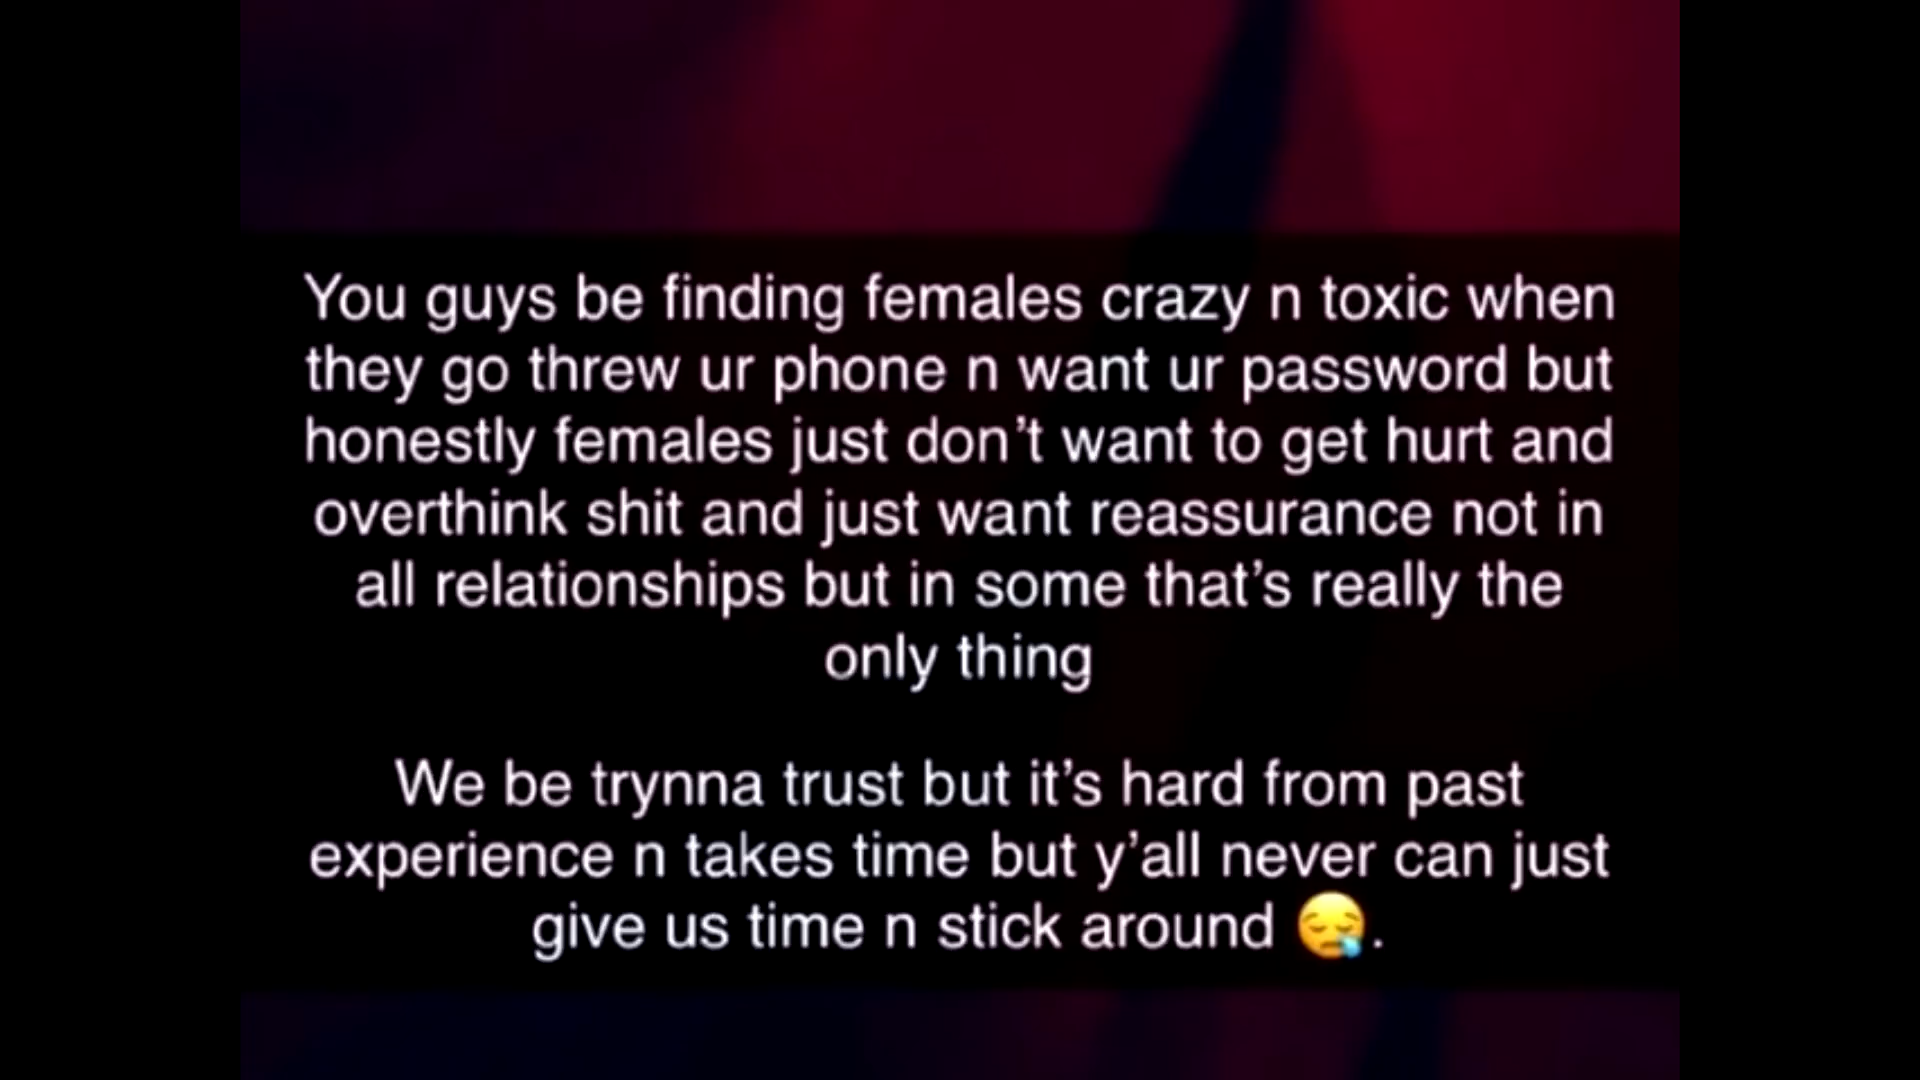 You guys be finding females crazy n toxic when
they go threw ur phone n want ur password but
honestly females just don’t want to get hurt and
overthink shit and just want reassurance not in
all relationships but in some that’s really the
only thing
We be trynna trust but it’s hard from past
experience n takes time but y’all never can just
give us time n stick around 😪.